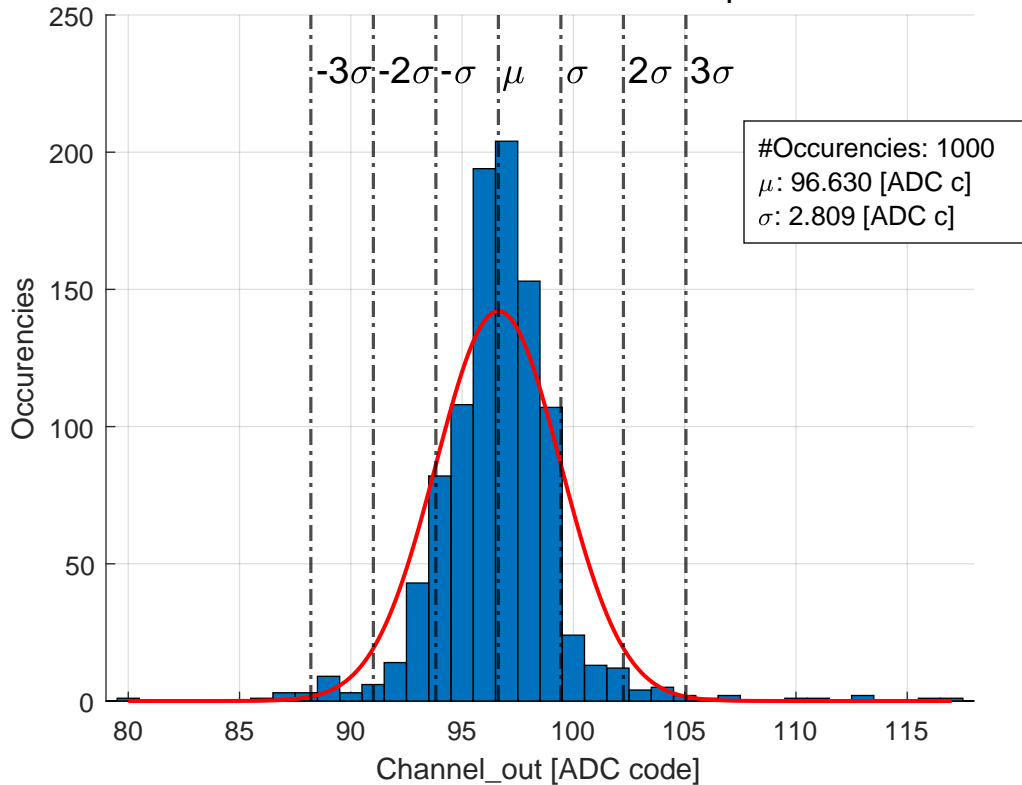 250
-3σ -2σ -σ μ σ 2σ 3σ
200
#Occurencies: 1000
μ: 96.630 [ADC c]
σ: 2.809 [ADC c]
150
Occurencies
100
50
0
80 85 90 95 100 105 110 115
Channel_out [ADC code]